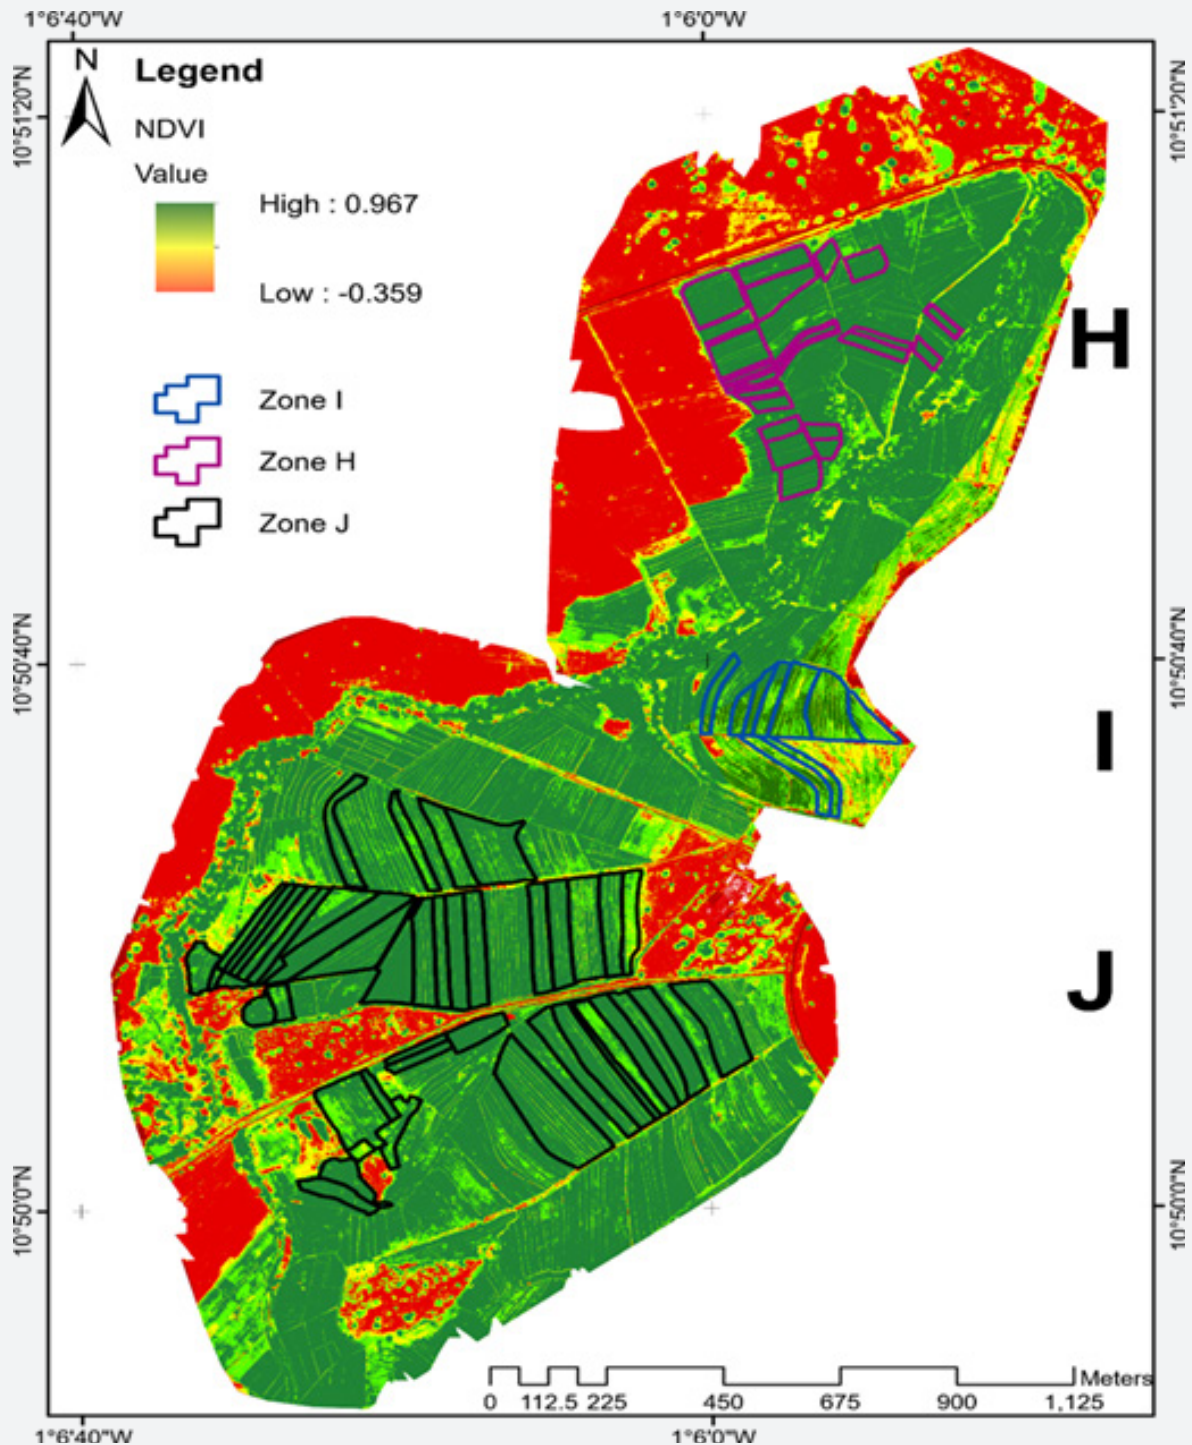 1°6'40"W 1°6'0"W
N
Legend
NDVI
Value
High : 0.967
Low : -0.359
Zone I
Zone H
Zone J
10°51'20"N 10°51'20"N
H
10°50'40"N 10°50'40"N
I
J
10°50'0"N 10°50'0"N
Meters
0 112.5 225 450 675 900 1,125
1°6'40"W 1°6'0"W